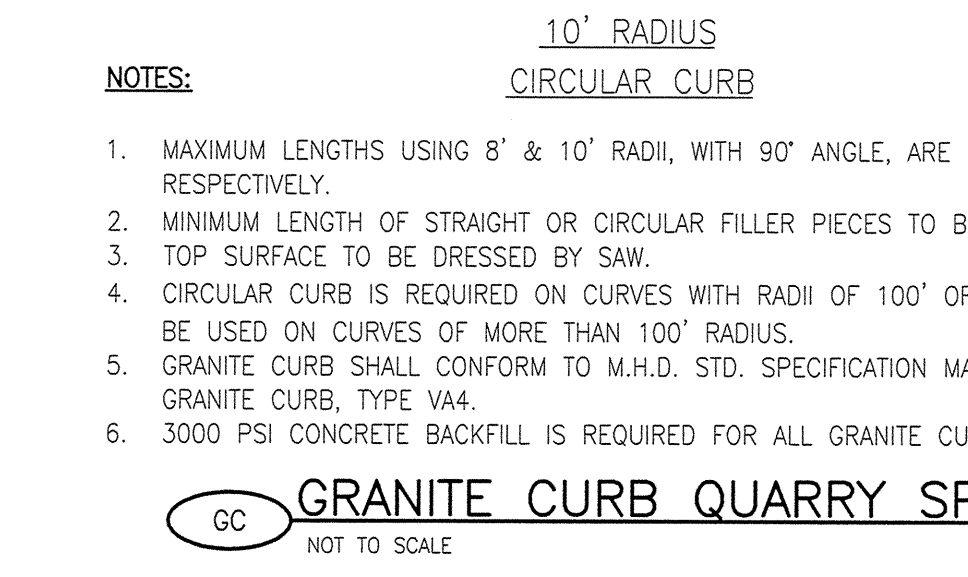 10' RADIUS
NOTES:
CIRCULAR CURB
1. MAXIMUM LENGTHS USING 8' & 10' RADII, WITH 90° ANGLE, ARE
RESPECTIVELY.
2. MINIMUM LENGTH OF STRAIGHT OR CIRCULAR FILLER PIECES TO
3. TOP SURFACE TO BE DRESSED BY SAW.
4. CIRCULAR CURB IS REQUIRED ON CURVES WITH RADII OF 100'
BE USED ON CURVES OF MORE THAN 100' RADIUS.
5. GRANITE CURB SHALL CONFORM TO M.H.D. STD. SPECIFICATION
GRANITE CURB, TYPE VA4.
6. 3000 PSI CONCRETE BACKFILL IS REQUIRED FOR ALL GRANITE
GC
GRANITE CURB QUARRY
NOT TO SCALE